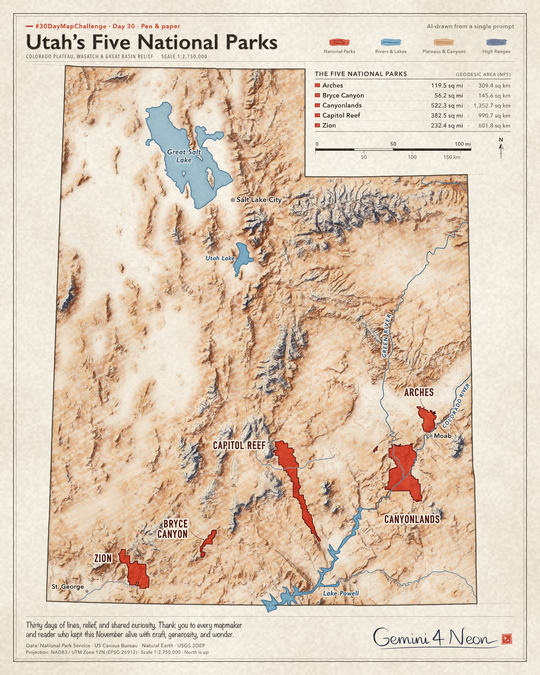 #30DayMapChallenge · Day 30 · Pen & paper
AI-drawn from a single prompt
Utah's Five National Parks
COLORADO PLATEAU, WASATCH & GREAT BASIN RELIEF · SCALE 1:2,750,000
National Parks
Rivers & Lakes
Plateaus & Canyons
High Ranges
THE FIVE NATIONAL PARKS GEODESIC AREA (NPS)
Arches 119.5 sq mi · 309.4 sq km
Bryce Canyon 56.2 sq mi · 145.6 sq km
Canyonlands 522.3 sq mi · 1,352.7 sq km
Capitol Reef 382.5 sq mi · 990.7 sq km
Zion 232.4 sq mi · 601.8 sq km
0 50 100 mi
50 100 150 km
N
Great Salt
Lake
Salt Lake City
Utah Lake
GREEN RIVER
ARCHES
COLORADO RIVER
Moab
CAPITOL REEF
CANYONLANDS
BRYCE
CANYON
ZION
St. George
Lake Powell
Thirty days of lines, relief, and shared curiosity. Thank you to every mapmaker
and reader who kept this November alive with craft, generosity, and wonder.
Data: National Park Service · US Census Bureau · Natural Earth · USGS 3DEP
Projection: NAD83 / UTM Zone 12N (EPSG:26912) · Scale 1:2,750,000 · North is up
Gemini 4 Neon